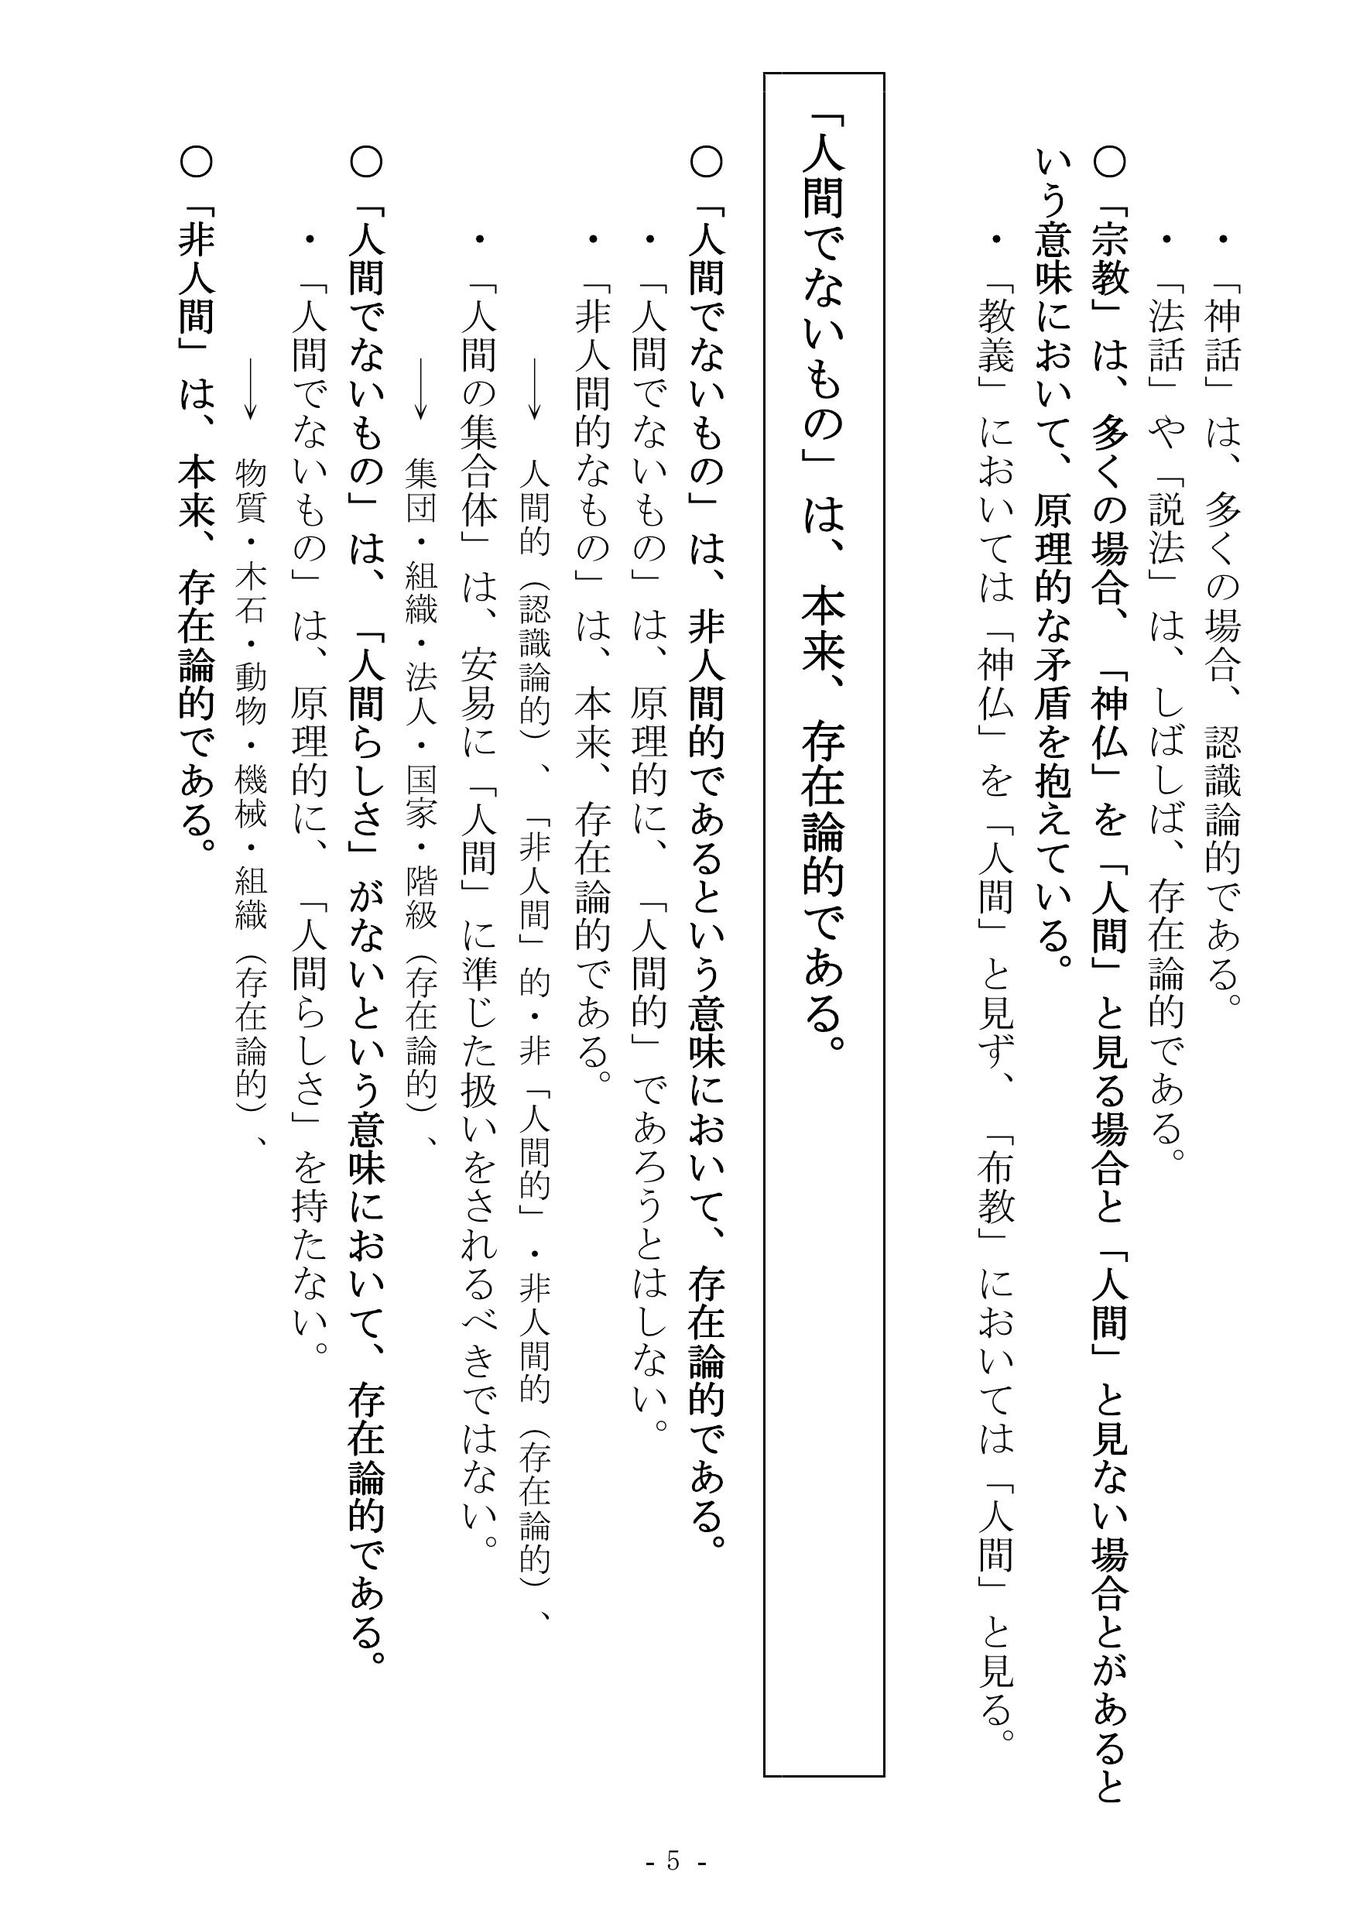 ・「神話」は、多くの場合、認識論的である。
・「法話」や「説法」は、しばしば、存在論的である。
○「宗教」は、多くの場合、「神仏」を「人間」と見る場合と「人間」と見ない場合とがあると
いう意味において、原理的な矛盾を抱えている。
・「教義」においては「神仏」を「人間」と見ず、「布教」においては「人間」と見る。
「人間でないもの」は、本来、存在論的である。
○「人間でないもの」は、非人間的であるという意味において、存在論的である。
・「人間でないもの」は、原理的に、「人間的」であろうとはしない。
・「非人間的なもの」は、本来、存在論的である。
→ 人間的（認識論的）、「非人間」的・非「人間的」・非人間的（存在論的）、
・「人間の集合体」は、安易に「人間」に準じた扱いをされるべきではない。
→ 集団・組織・法人・国家・階級（存在論的）、
○「人間でないもの」は、「人間らしさ」がないという意味において、存在論的である。
・「人間でないもの」は、原理的に、「人間らしさ」を持たない。
→ 物質・木石・動物・機械・組織（存在論的）、
○「非人間」は、本来、存在論的である。
- 5 -